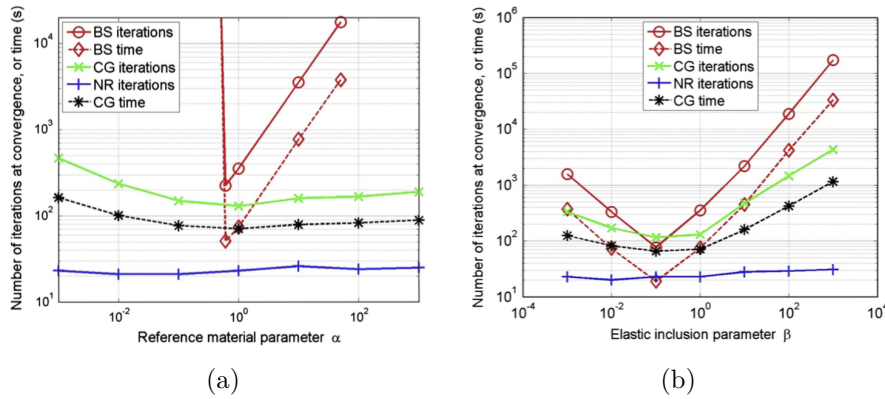 Number of iterations at convergence, or time (s)
10^4
10^3
10^2
10^1
BS iterations
BS time
CG iterations
NR iterations
CG time
10^-2
10^0
10^2
Reference material parameter α
(a)
Number of iterations at convergence, or time (s)
10^6
10^5
10^4
10^3
10^2
10^1
BS iterations
BS time
CG iterations
NR iterations
CG time
10^-4
10^-2
10^0
10^2
10^4
Elastic inclusion parameter β
(b)